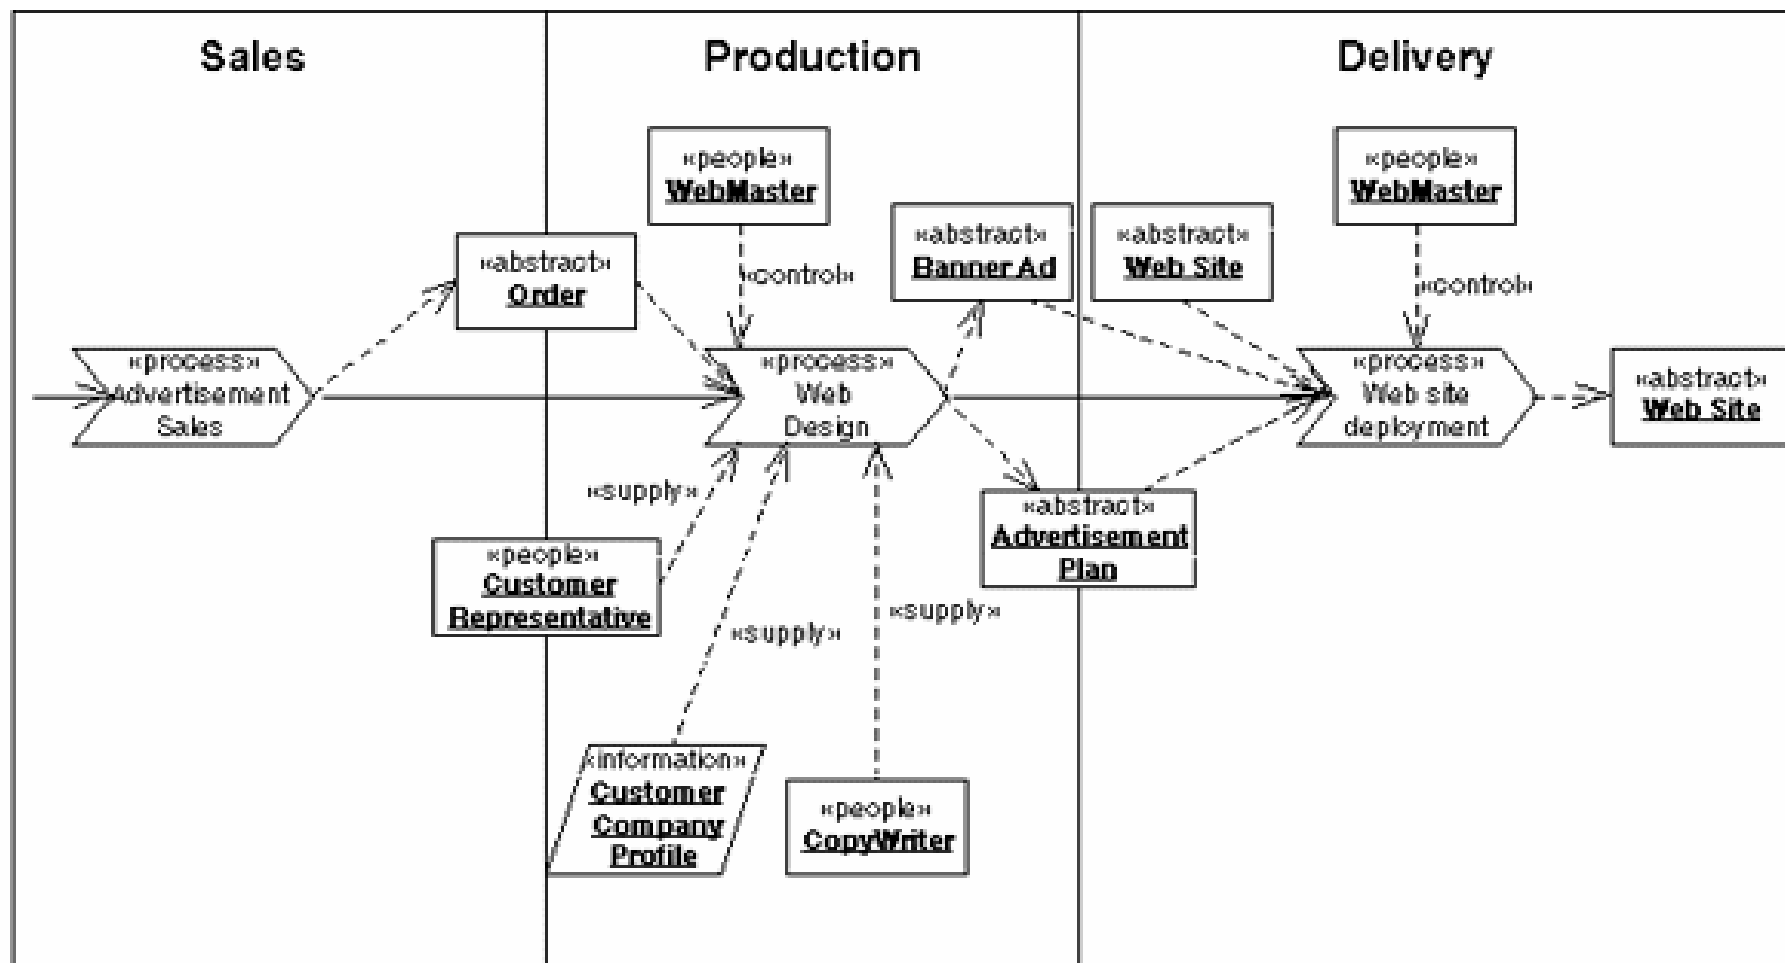 Sales
Production
Delivery
«people»
WebMaster
«control»
«abstract»
Order
«process»
Advertisement
Sales
«process»
Web
Design
«supply»
«people»
Customer
Representative
«supply»
«information»
Customer
Company
Profile
«supply»
«people»
CopyWriter
«abstract»
Banner Ad
«abstract»
Advertisement
Plan
«abstract»
Web Site
«people»
WebMaster
«control»
«process»
Web site
deployment
«abstract»
Web Site